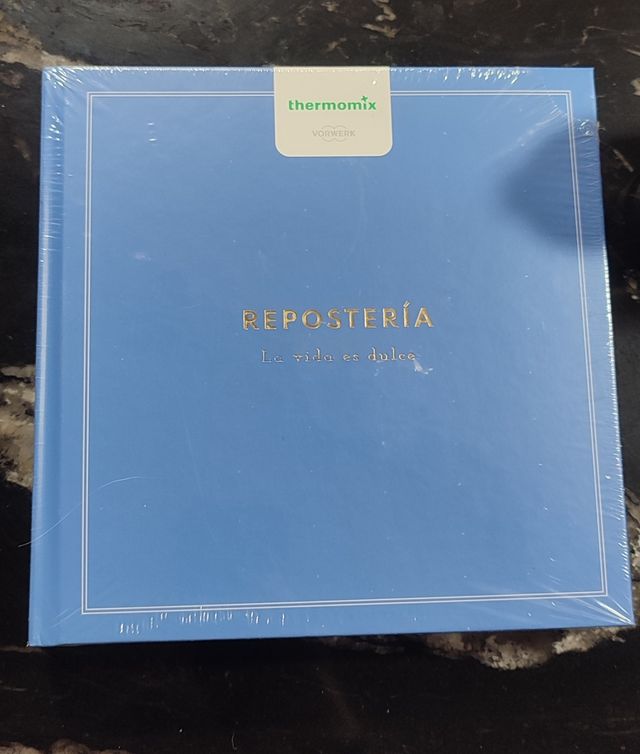 thermomix
VORWERK
REPOSTERÍA
La vida es dulce